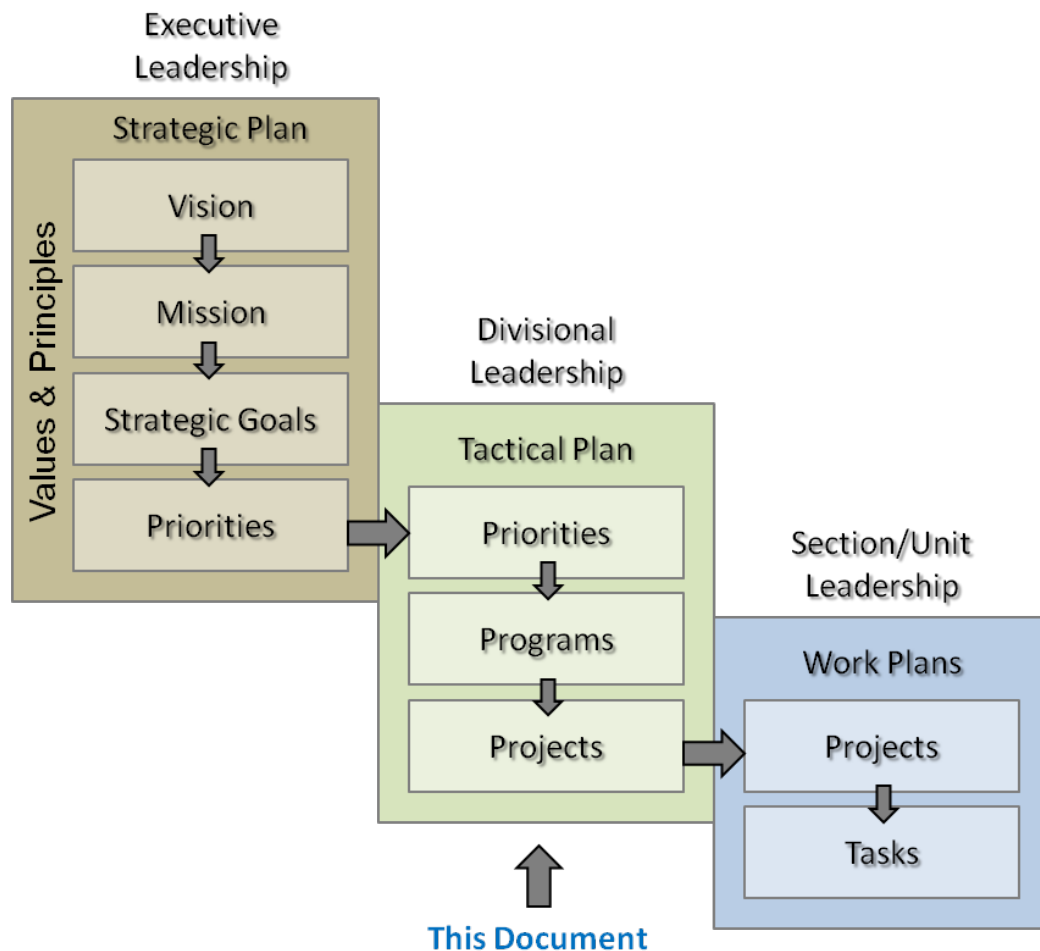 Executive
Leadership
Strategic Plan
Values & Principles
Vision
Mission
Strategic Goals
Priorities
Divisional
Leadership
Tactical Plan
Priorities
Programs
Projects
Section/Unit
Leadership
Work Plans
Projects
Tasks
This Document